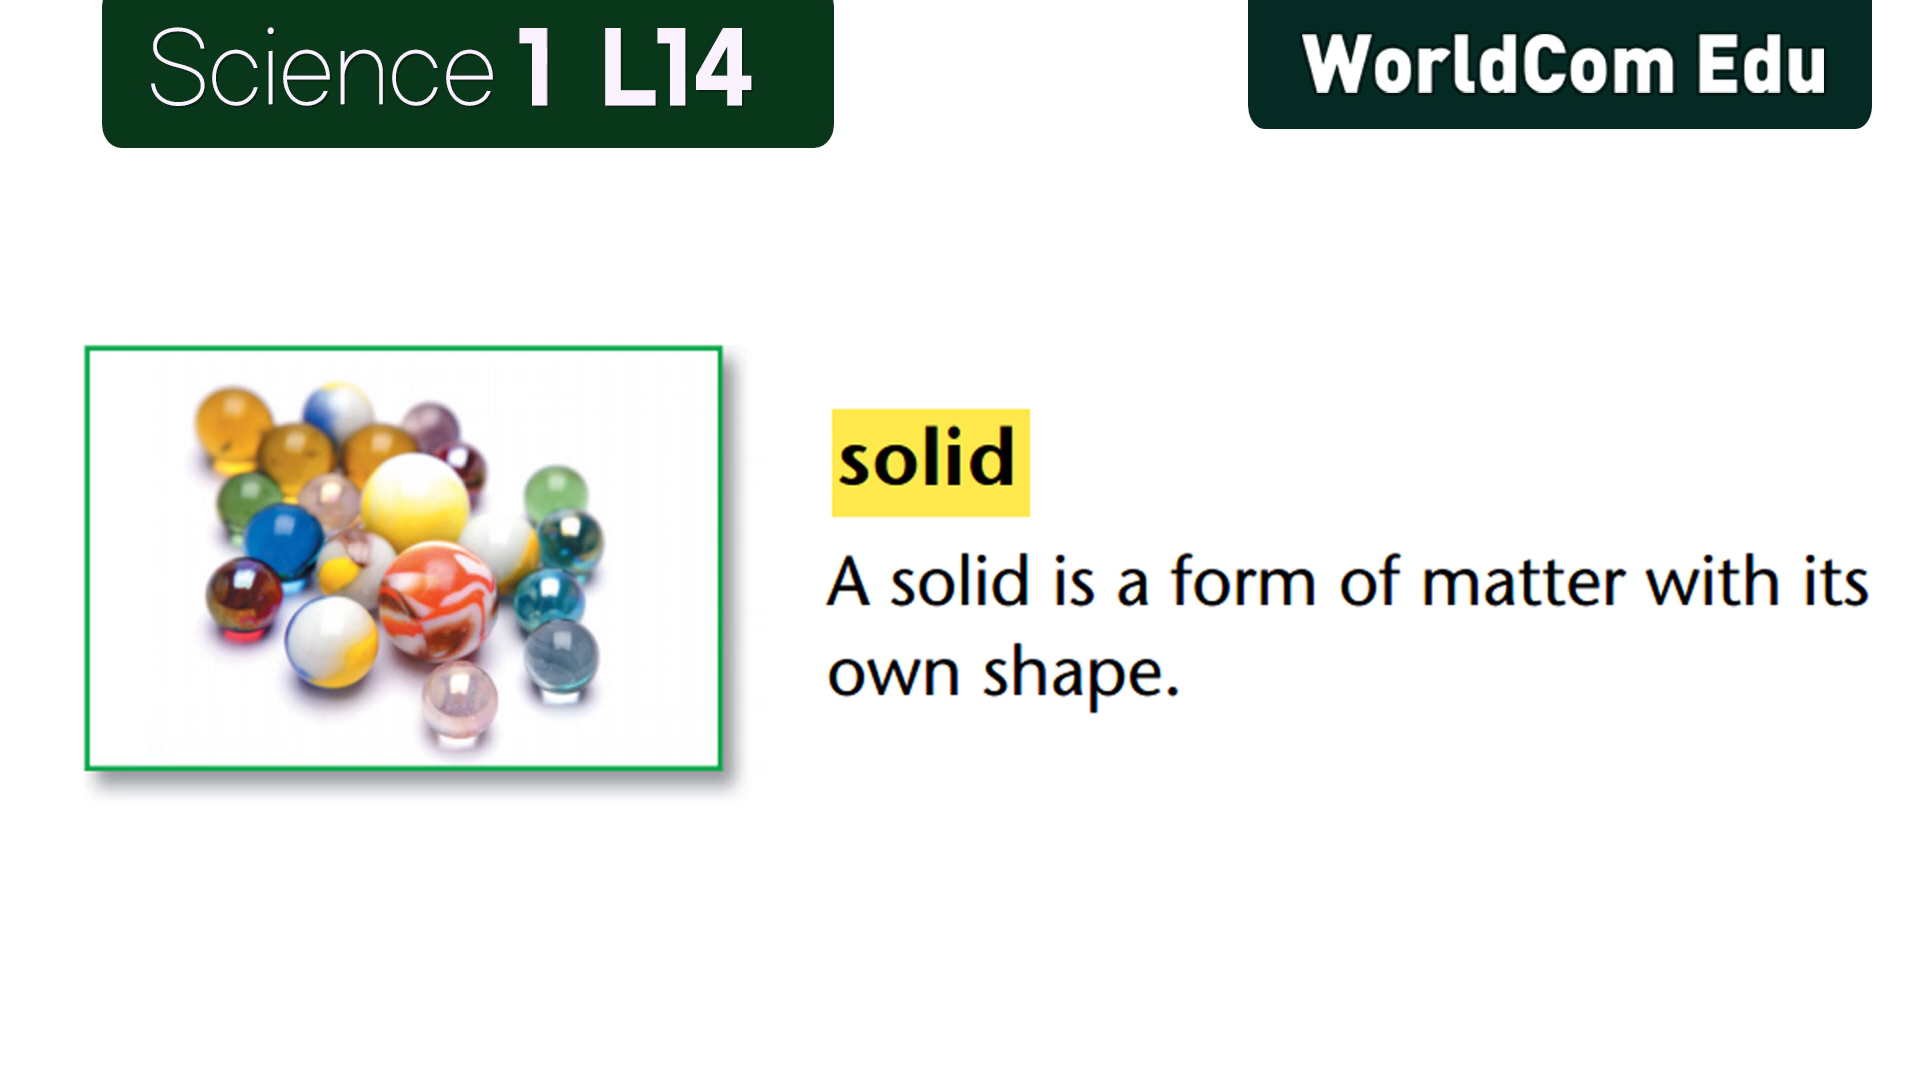 Science 1 L14
WorldCom Edu
solid
A solid is a form of matter with its
own shape.